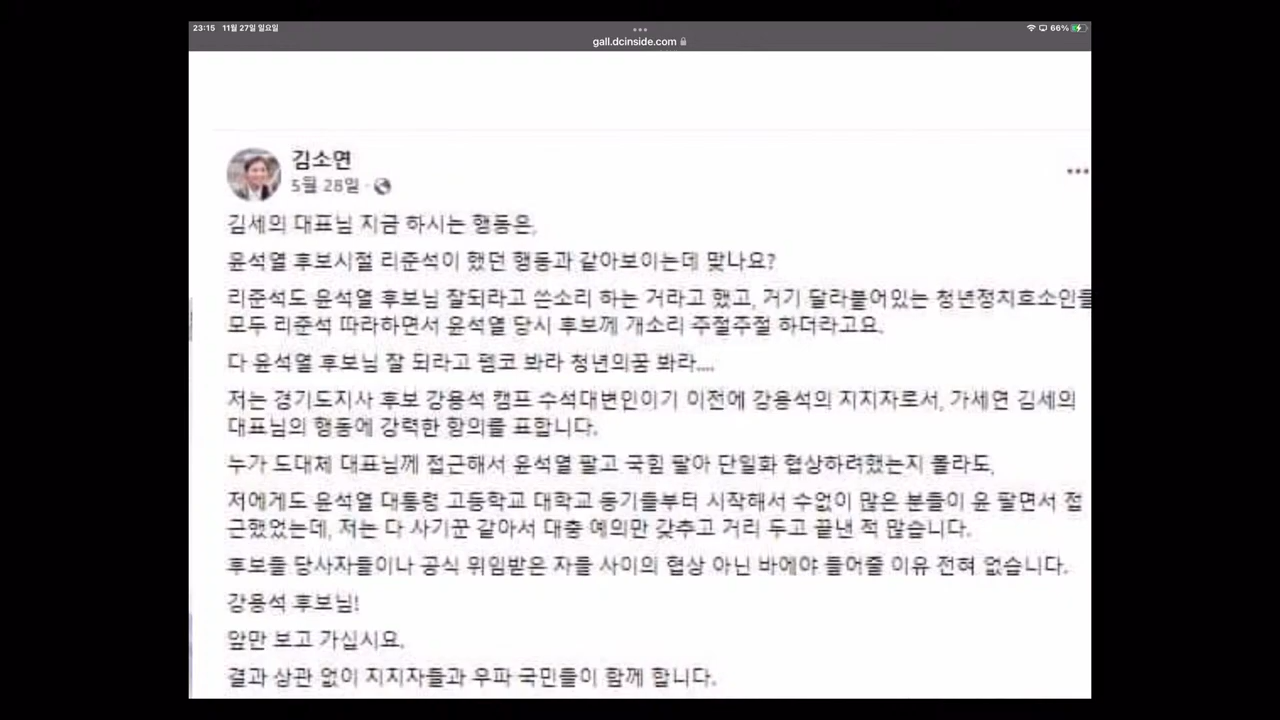 23:15 11월 27일 일요일
66%
gall.dcinside.com
김소연
5월 28일
김세의 대표님 지금 하시는 행동은,
윤석열 후보시절 리준석이 했던 행동과 같아보이는데 맞나요?
리준석도 윤석열 후보님 잘되라고 쓴소리 하는 거라고 했고, 거기 달라붙어있는 청년정치호소인들
모두 리준석 따라하면서 윤석열 당시 후보께 개소리 주절주절 하더라고요.
다 윤석열 후보님 잘 되라고 펨코 봐라 청년의꿈 봐라....
저는 경기도지사 후보 강용석 캠프 수석대변인이기 이전에 강용석의 지지자로서, 가세연 김세의
대표님의 행동에 강력한 항의를 표합니다.
누가 도대체 대표님께 접근해서 윤석열 팔고 국힘 팔아 단일화 협상하려했는지 몰라도,
저에게도 윤석열 대통령 고등학교 대학교 동기들부터 시작해서 수없이 많은 분들이 윤 팔면서 접
근했었는데, 저는 다 사기꾼 같아서 대충 예의만 갖추고 거리 두고 끝낸 적 많습니다.
후보들 당사자들이나 공식 위임받은 자들 사이의 협상 아닌 바에야 들어줄 이유 전혀 없습니다.
강용석 후보님!
앞만 보고 가십시요.
결과 상관 없이 지지자들과 우파 국민들이 함께 합니다.